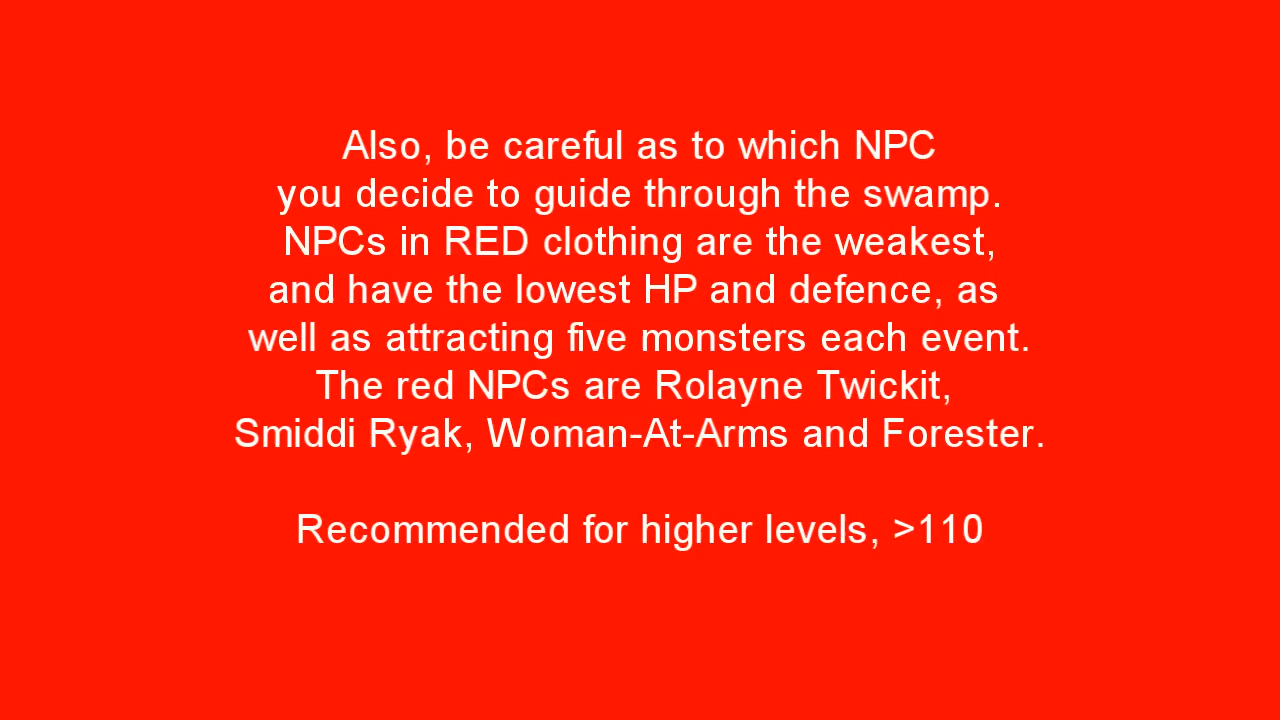 Also, be careful as to which NPC
you decide to guide through the swamp.
NPCs in RED clothing are the weakest,
and have the lowest HP and defence, as
well as attracting five monsters each event.
The red NPCs are Rolayne Twickit,
Smiddi Ryak, Woman-At-Arms and Forester.
Recommended for higher levels, >110